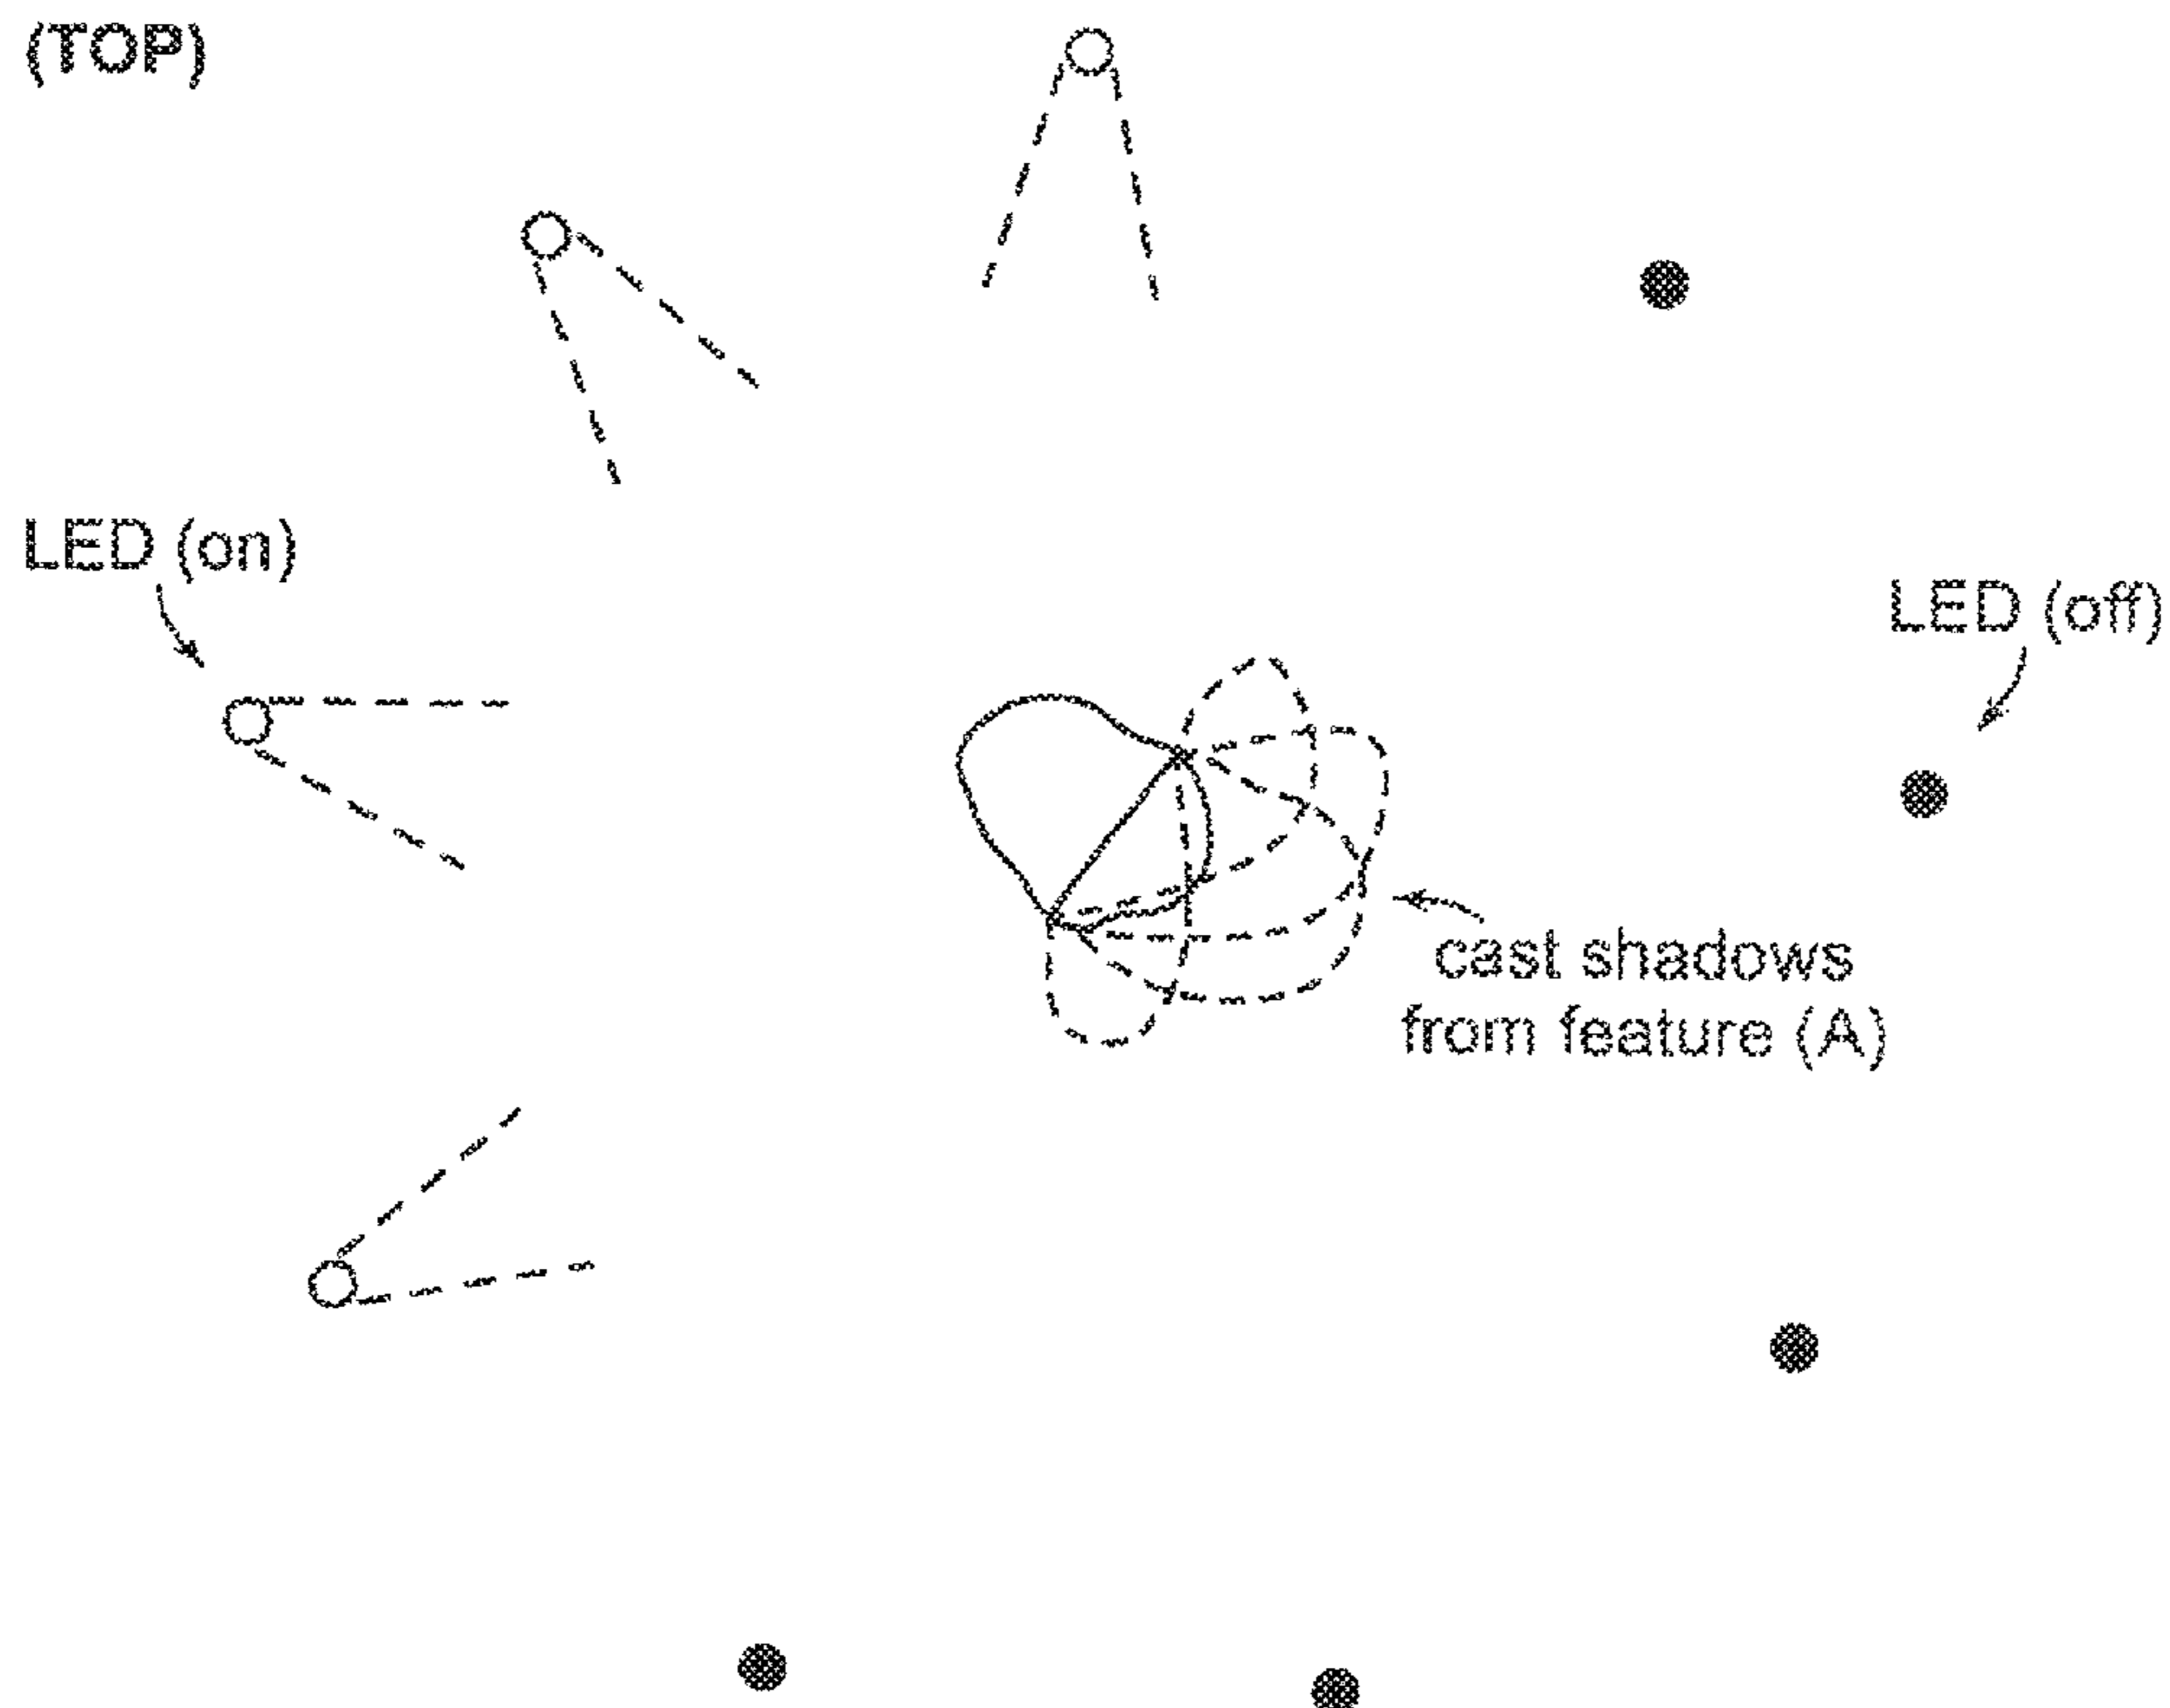 (TOP)
LED (on)
LED (off)
cast shadows
from feature (A)